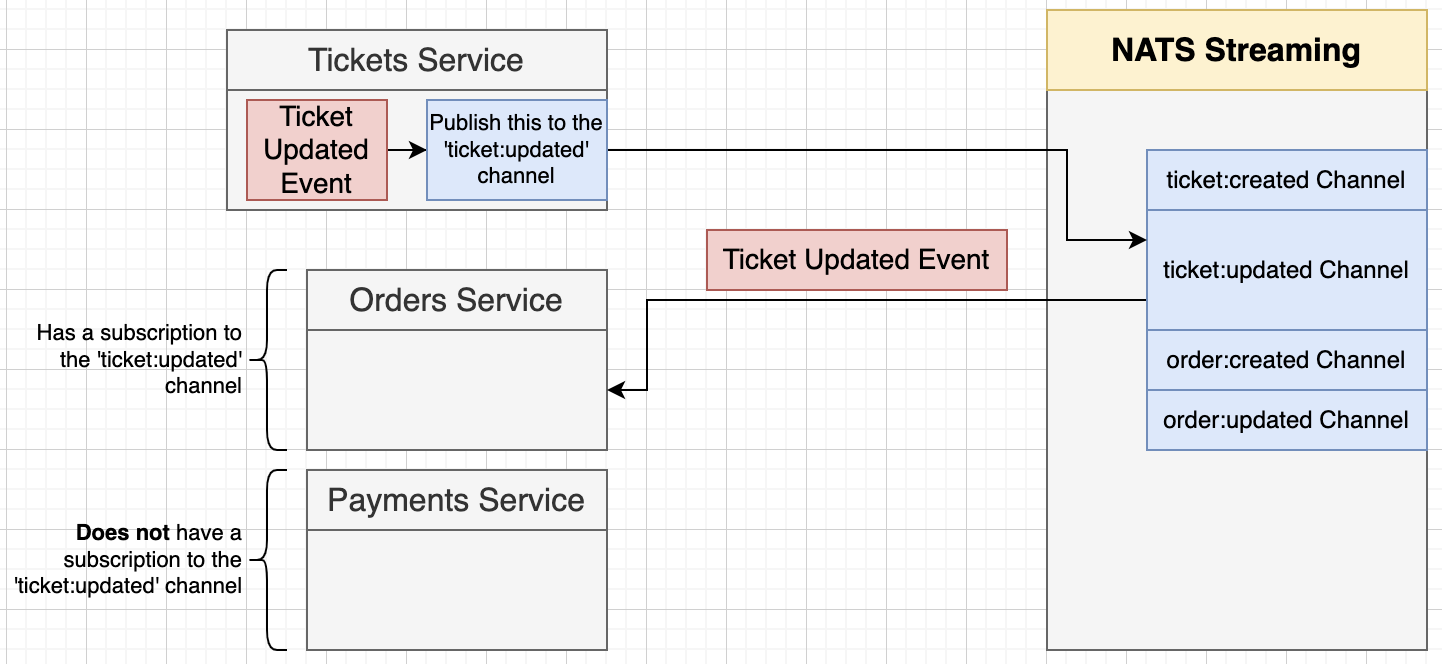 Tickets Service
Ticket
Updated
Event
Publish this to the
'ticket:updated'
channel
NATS Streaming
ticket:created Channel
ticket:updated Channel
order:created Channel
order:updated Channel
Ticket Updated Event
Has a subscription to
the 'ticket:updated'
channel
Orders Service
Does not have a
subscription to the
'ticket:updated' channel
Payments Service